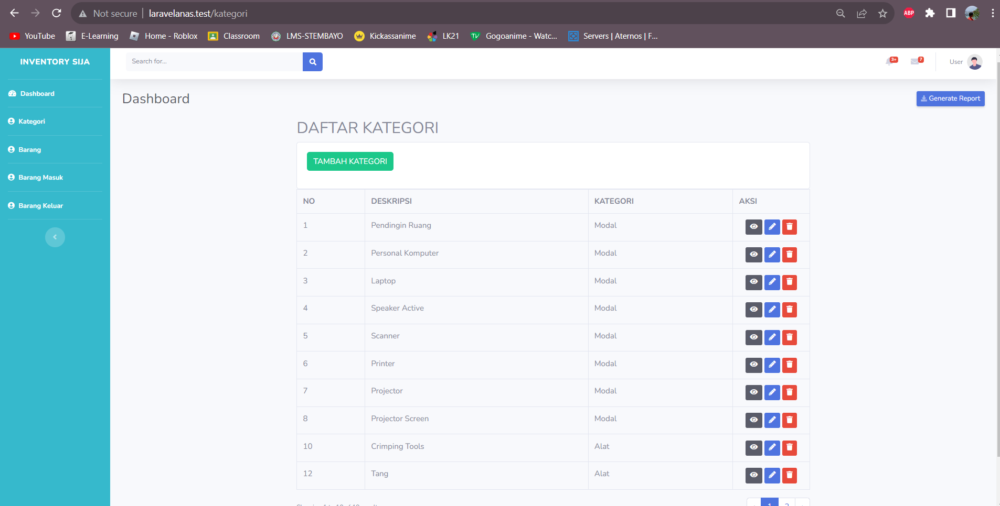 Not secure | laravelanas.test/kategori
ABP
YouTube E-Learning Home - Roblox Classroom LMS-STEMBAYO Kickassanime LK21 Gogoanime - Watc... Servers | Aternos | F...
INVENTORY SIJA
Search for...
3+ 7 User
Dashboard
Kategori
Barang
Barang Masuk
Barang Keluar
Dashboard
Generate Report
DAFTAR KATEGORI
TAMBAH KATEGORI
NO DESKRIPSI KATEGORI AKSI
1 Pendingin Ruang Modal
2 Personal Komputer Modal
3 Laptop Modal
4 Speaker Active Modal
5 Scanner Modal
6 Printer Modal
7 Projector Modal
8 Projector Screen Modal
10 Crimping Tools Alat
12 Tang Alat
1 2